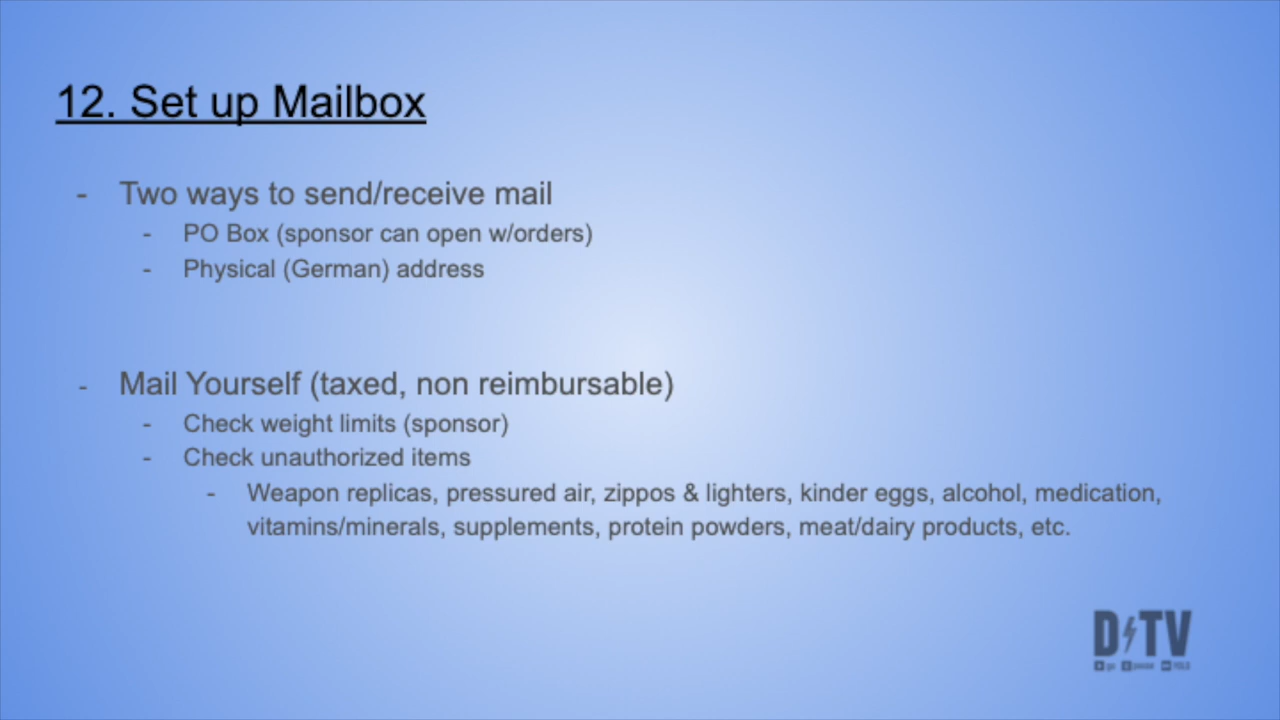 12. Set up Mailbox
- Two ways to send/receive mail
- PO Box (sponsor can open w/orders)
- Physical (German) address
- Mail Yourself (taxed, non reimbursable)
- Check weight limits (sponsor)
- Check unauthorized items
- Weapon replicas, pressured air, zippos & lighters, kinder eggs, alcohol, medication,
vitamins/minerals, supplements, protein powders, meat/dairy products, etc.
D TV